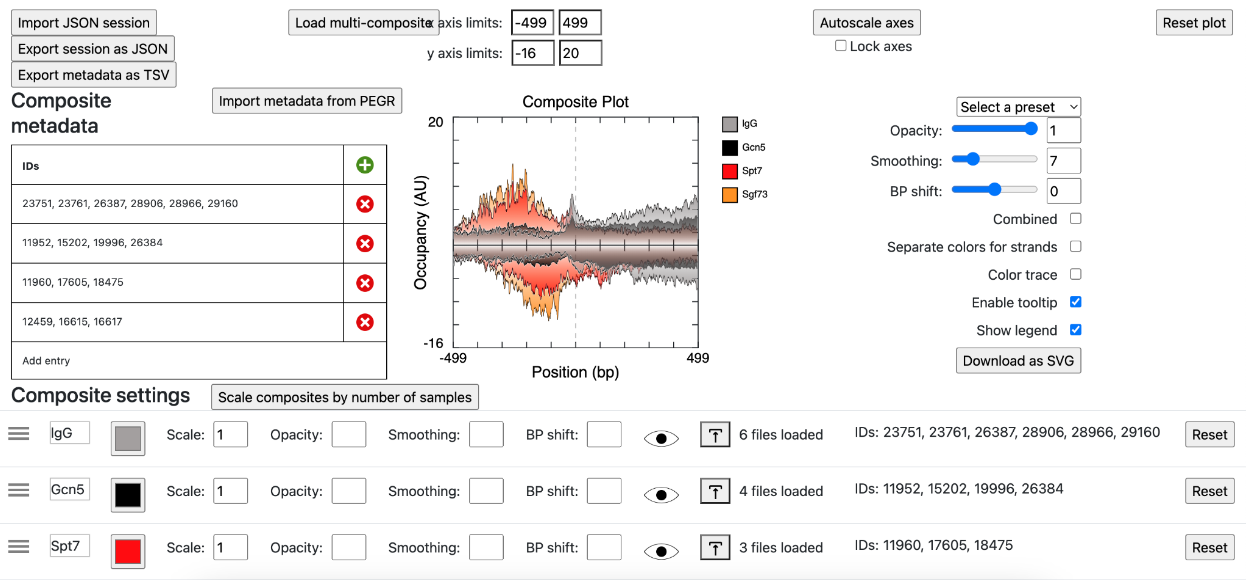 Import JSON session
Load multi-composite
x axis limits: -499 499
Autoscale axes
Reset plot
Export session as JSON
y axis limits: -16 20
Lock axes
Export metadata as TSV
Composite metadata
Import metadata from PEGR
IDs
23751, 23761, 26387, 28906, 28966, 29160
11952, 15202, 19996, 26384
11960, 17605, 18475
12459, 16615, 16617
Add entry
Composite Plot
20
-16
-499
499
Occupancy (AU)
Position (bp)
IgG
Gcn5
Spt7
Sgf73
Select a preset
Opacity: 1
Smoothing: 7
BP shift: 0
Combined
Separate colors for strands
Color trace
Enable tooltip
Show legend
Download as SVG
Composite settings
Scale composites by number of samples
IgG Scale: 1 Opacity: Smoothing: BP shift: 6 files loaded IDs: 23751, 23761, 26387, 28906, 28966, 29160 Reset
Gcn5 Scale: 1 Opacity: Smoothing: BP shift: 4 files loaded IDs: 11952, 15202, 19996, 26384 Reset
Spt7 Scale: 1 Opacity: Smoothing: BP shift: 3 files loaded IDs: 11960, 17605, 18475 Reset